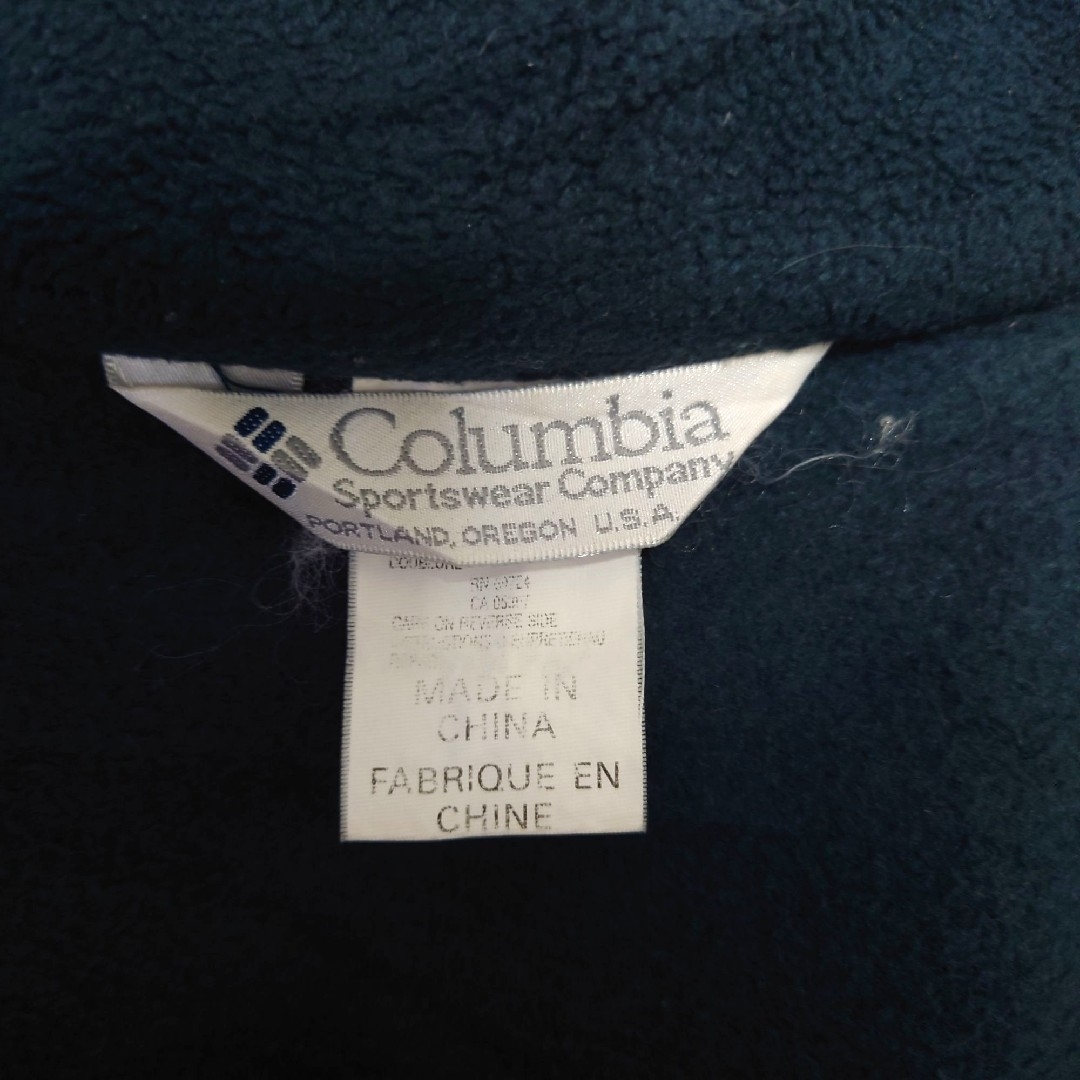 Columbia
Sportswear Company
PORTLAND, OREGON U.S.A.
CARE ON REVERSE SIDE
MADE IN
CHINA
FABRIQUE EN
CHINE